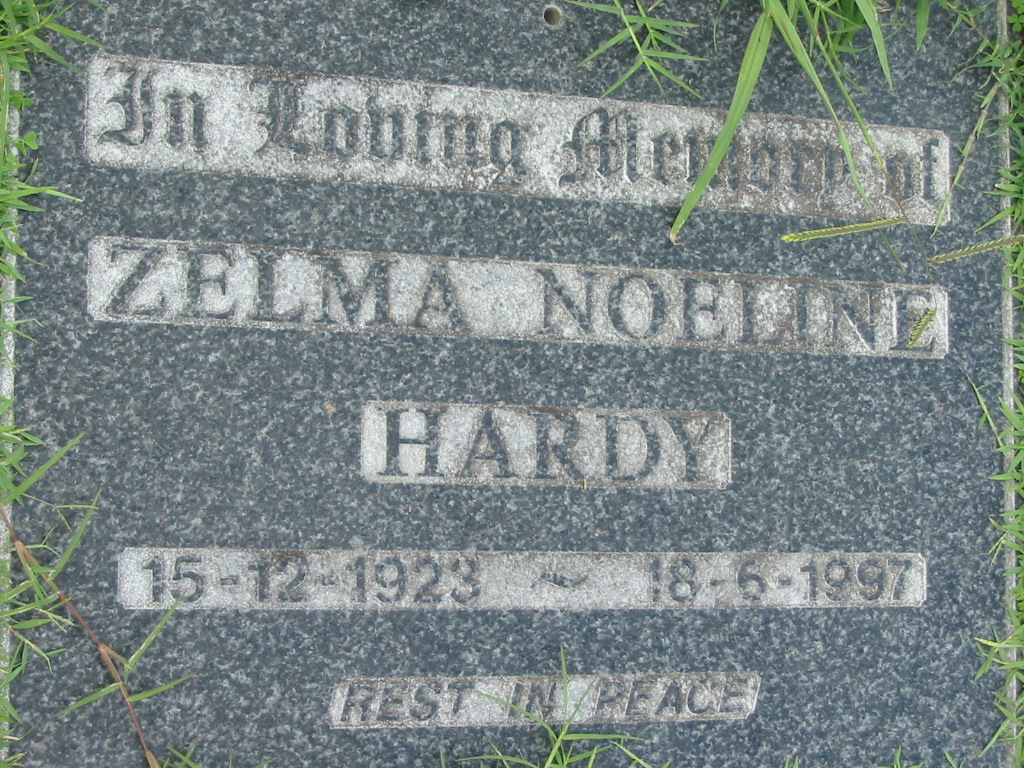 In Loving Memory of
ZELMA NOELINE
HARDY
15-12-1923 ~ 18-6-1997
REST IN PEACE